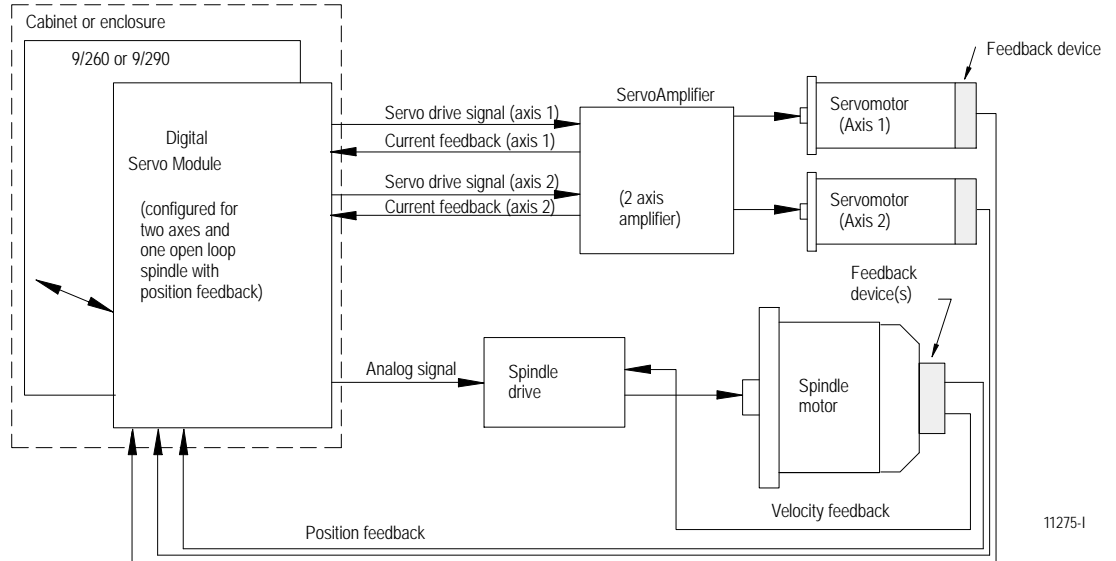 Cabinet or enclosure
9/260 or 9/290
Digital
Servo Module
(configured for
two axes and
one open loop
spindle with
position feedback)
Servo drive signal (axis 1)
Current feedback (axis 1)
Servo drive signal (axis 2)
Current feedback (axis 2)
ServoAmplifier
(2 axis
amplifier)
Feedback device
Servomotor
(Axis 1)
Servomotor
(Axis 2)
Feedback
device(s)
Analog signal
Spindle
drive
Spindle
motor
Velocity feedback
Position feedback
11275-I